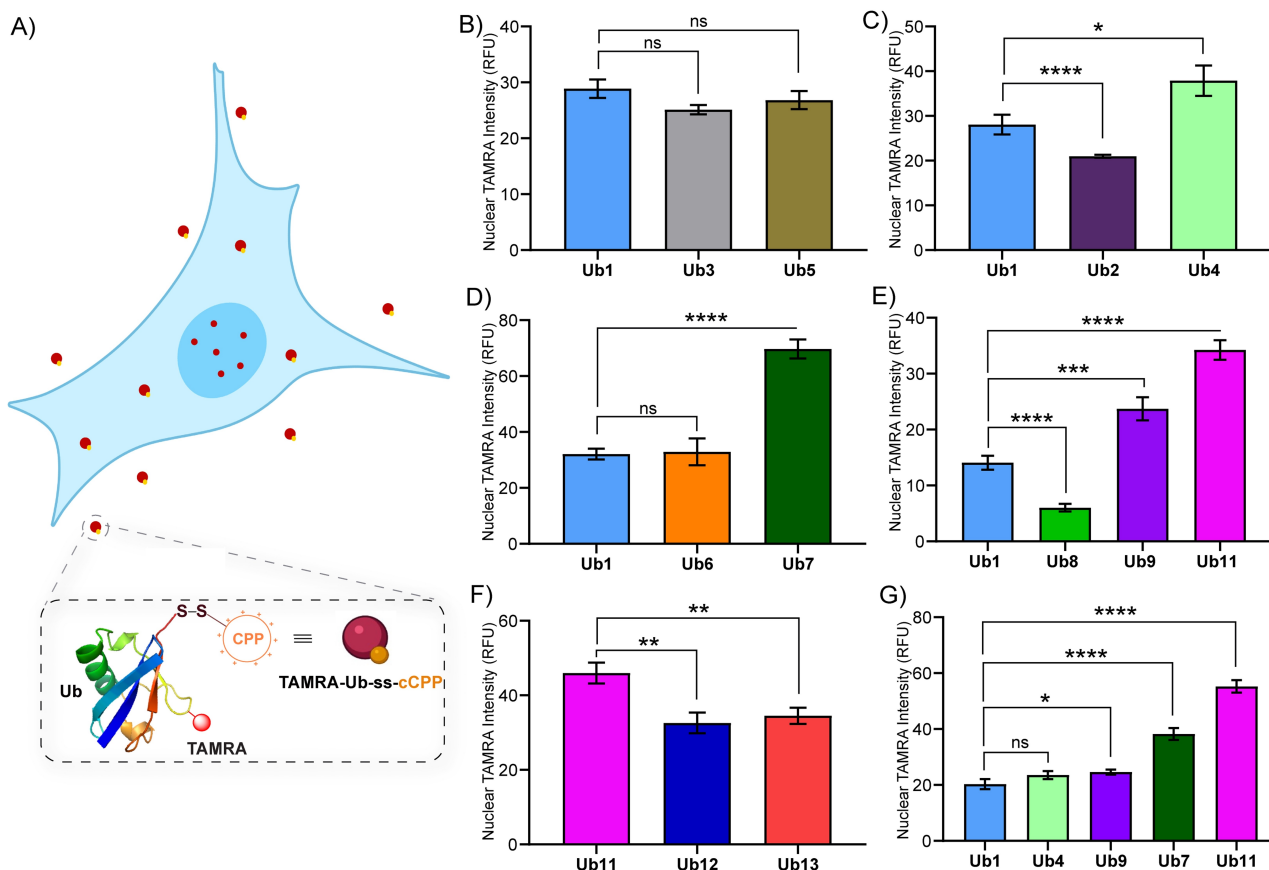 A)
S–S
CPP
Ub
TAMRA
≡
TAMRA-Ub-ss-cCPP
B)
Nuclear TAMRA Intensity (RFU)
40
30
20
10
0
ns
ns
Ub1 Ub3 Ub5
C)
Nuclear TAMRA Intensity (RFU)
50
40
30
20
10
0
*
****
Ub1 Ub2 Ub4
D)
Nuclear TAMRA Intensity (RFU)
80
60
40
20
0
****
ns
Ub1 Ub6 Ub7
E)
Nuclear TAMRA Intensity (RFU)
40
30
20
10
0
****
***
****
Ub1 Ub8 Ub9 Ub11
F)
Nuclear TAMRA Intensity (RFU)
60
40
20
0
**
**
Ub11 Ub12 Ub13
G)
Nuclear TAMRA Intensity (RFU)
80
60
40
20
0
****
****
*
ns
Ub1 Ub4 Ub9 Ub7 Ub11